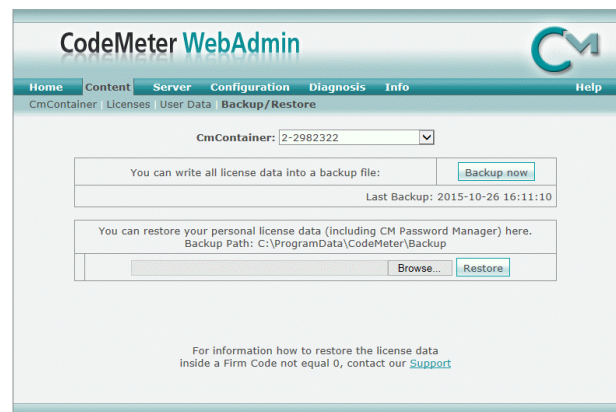 CodeMeter WebAdmin
CM
Home Content Server Configuration Diagnosis Info Help
CmContainer | Licenses | User Data | Backup/Restore
CmContainer: 2-2982322
You can write all license data into a backup file: Backup now
Last Backup: 2015-10-26 16:11:10
You can restore your personal license data (including CM Password Manager) here.
Backup Path: C:\ProgramData\CodeMeter\Backup
Browse... Restore
For information how to restore the license data
inside a Firm Code not equal 0, contact our Support